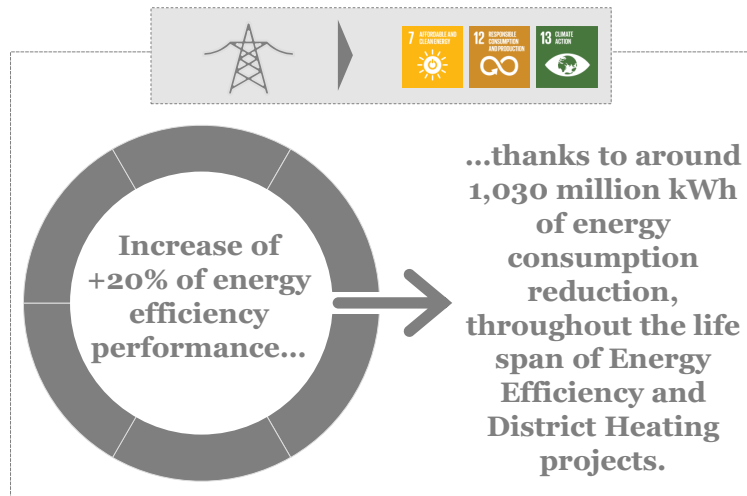 7 AFFORDABLE AND
CLEAN ENERGY
12 RESPONSIBLE
CONSUMPTION
AND PRODUCTION
13 CLIMATE
ACTION
Increase of
+20% of energy
efficiency
performance...
...thanks to around
1,030 million kWh
of energy
consumption
reduction,
throughout the life
span of Energy
Efficiency and
District Heating
projects.